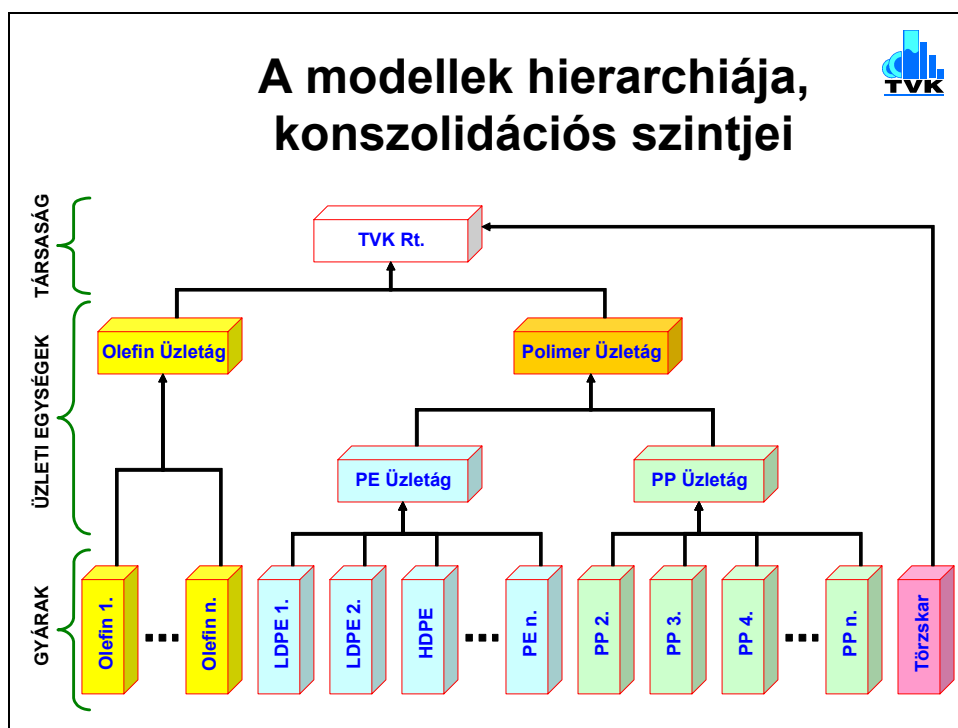 A modellek hierarchiája,
konszolidációs szintjei
TVK
TÁRSASÁG
TVK Rt.
ÜZLETI EGYSÉGEK
Olefin Üzletág
Polimer Üzletág
PE Üzletág
PP Üzletág
GYÁRAK
Olefin 1.
...
Olefin n.
LDPE 1.
LDPE 2.
HDPE
...
PE n.
PP 2.
PP 3.
PP 4.
...
PP n.
Törzskar